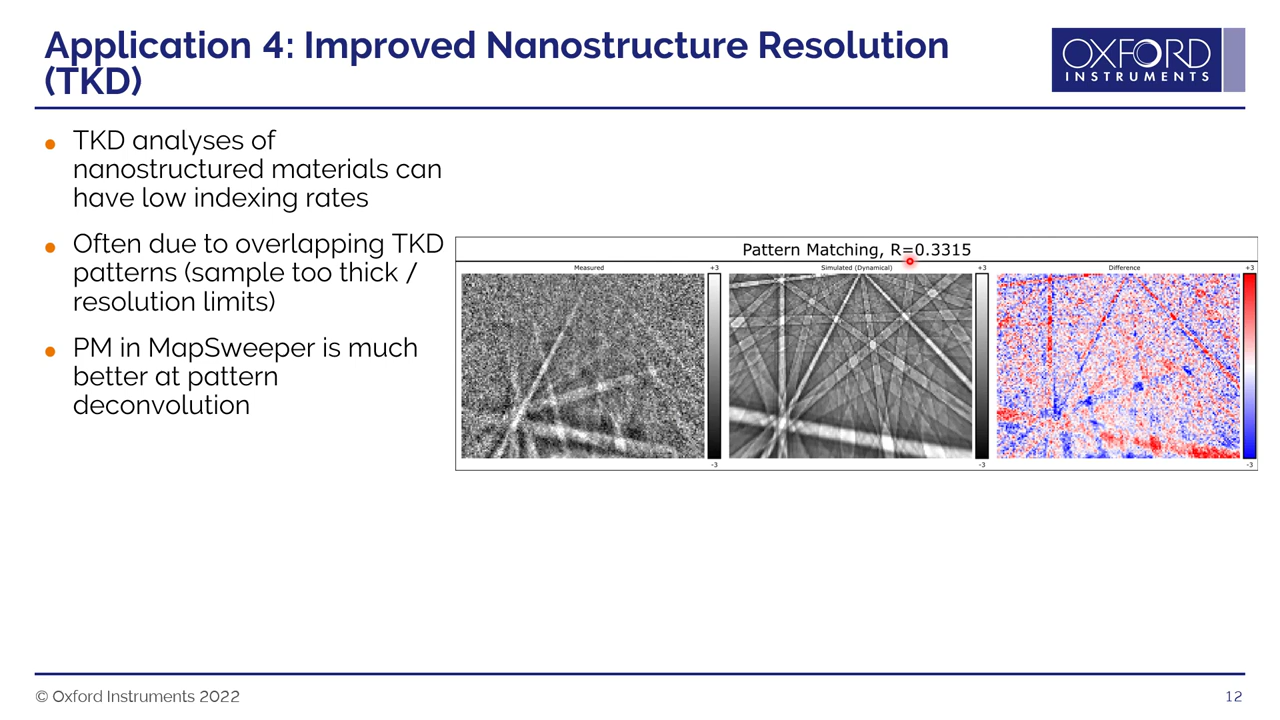 Application 4: Improved Nanostructure Resolution
(TKD)
OXFORD
INSTRUMENTS
• TKD analyses of
nanostructured materials can
have low indexing rates
• Often due to overlapping TKD
patterns (sample too thick /
resolution limits)
• PM in MapSweeper is much
better at pattern
deconvolution
Pattern Matching, R=0.3315
Measured
+3
-3
Simulated (Dynamical)
+3
-3
Difference
+3
-3
© Oxford Instruments 2022
12